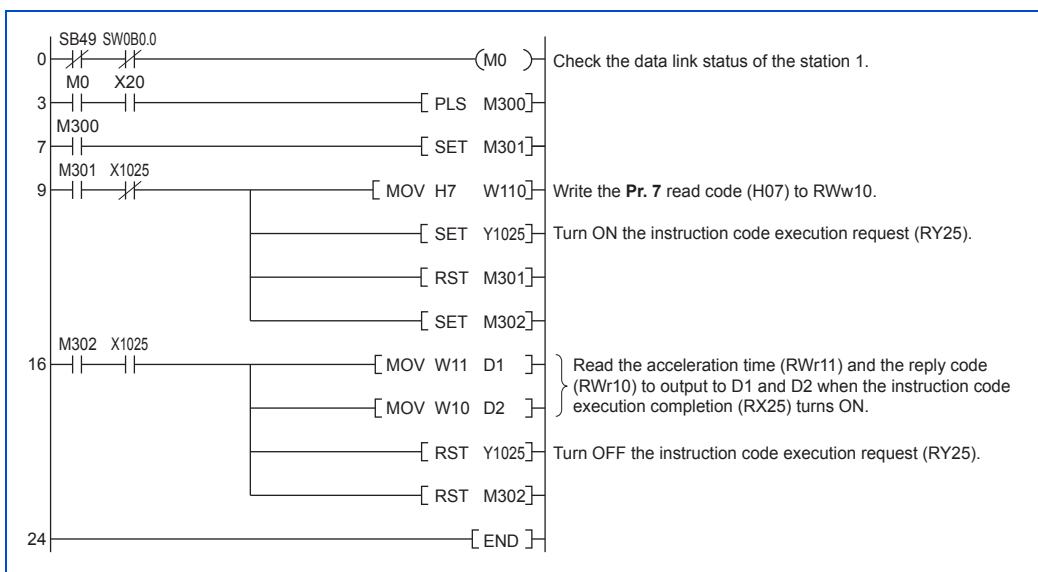 SB49 SW0B0.0
0 (M0 ) Check the data link status of the station 1.
M0 X20
3 [ PLS M300]
M300
7 [ SET M301]
M301 X1025
9 [ MOV H7 W110] Write the Pr. 7 read code (H07) to RWw10.
[ SET Y1025] Turn ON the instruction code execution request (RY25).
[ RST M301]
[ SET M302]
M302 X1025
16 [ MOV W11 D1 ] Read the acceleration time (RWr11) and the reply code
(RWr10) to output to D1 and D2 when the instruction code
[ MOV W10 D2 ] execution completion (RX25) turns ON.
[ RST Y1025] Turn OFF the instruction code execution request (RY25).
[ RST M302]
24 [ END ]